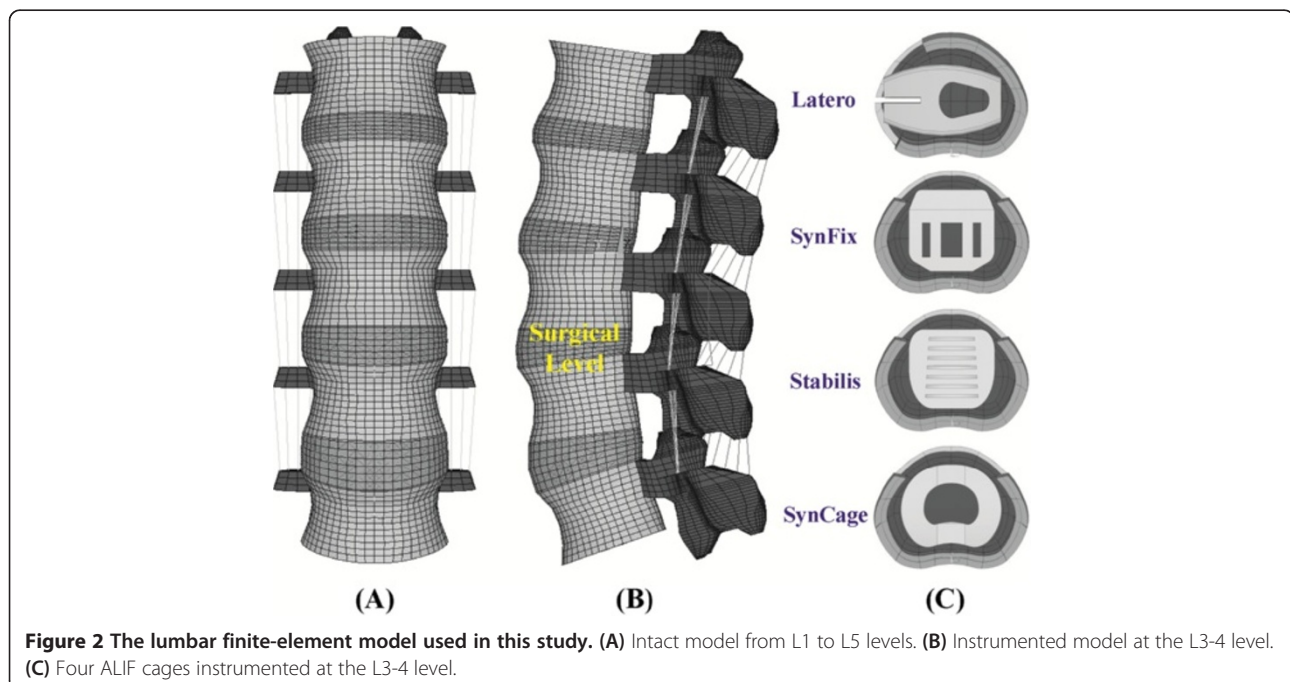 Latero
SynFix
Surgical
Level
Stabilis
SynCage
(A)
(B)
(C)
Figure 2 The lumbar finite-element model used in this study. (A) Intact model from L1 to L5 levels. (B) Instrumented model at the L3-4 level.
(C) Four ALIF cages instrumented at the L3-4 level.